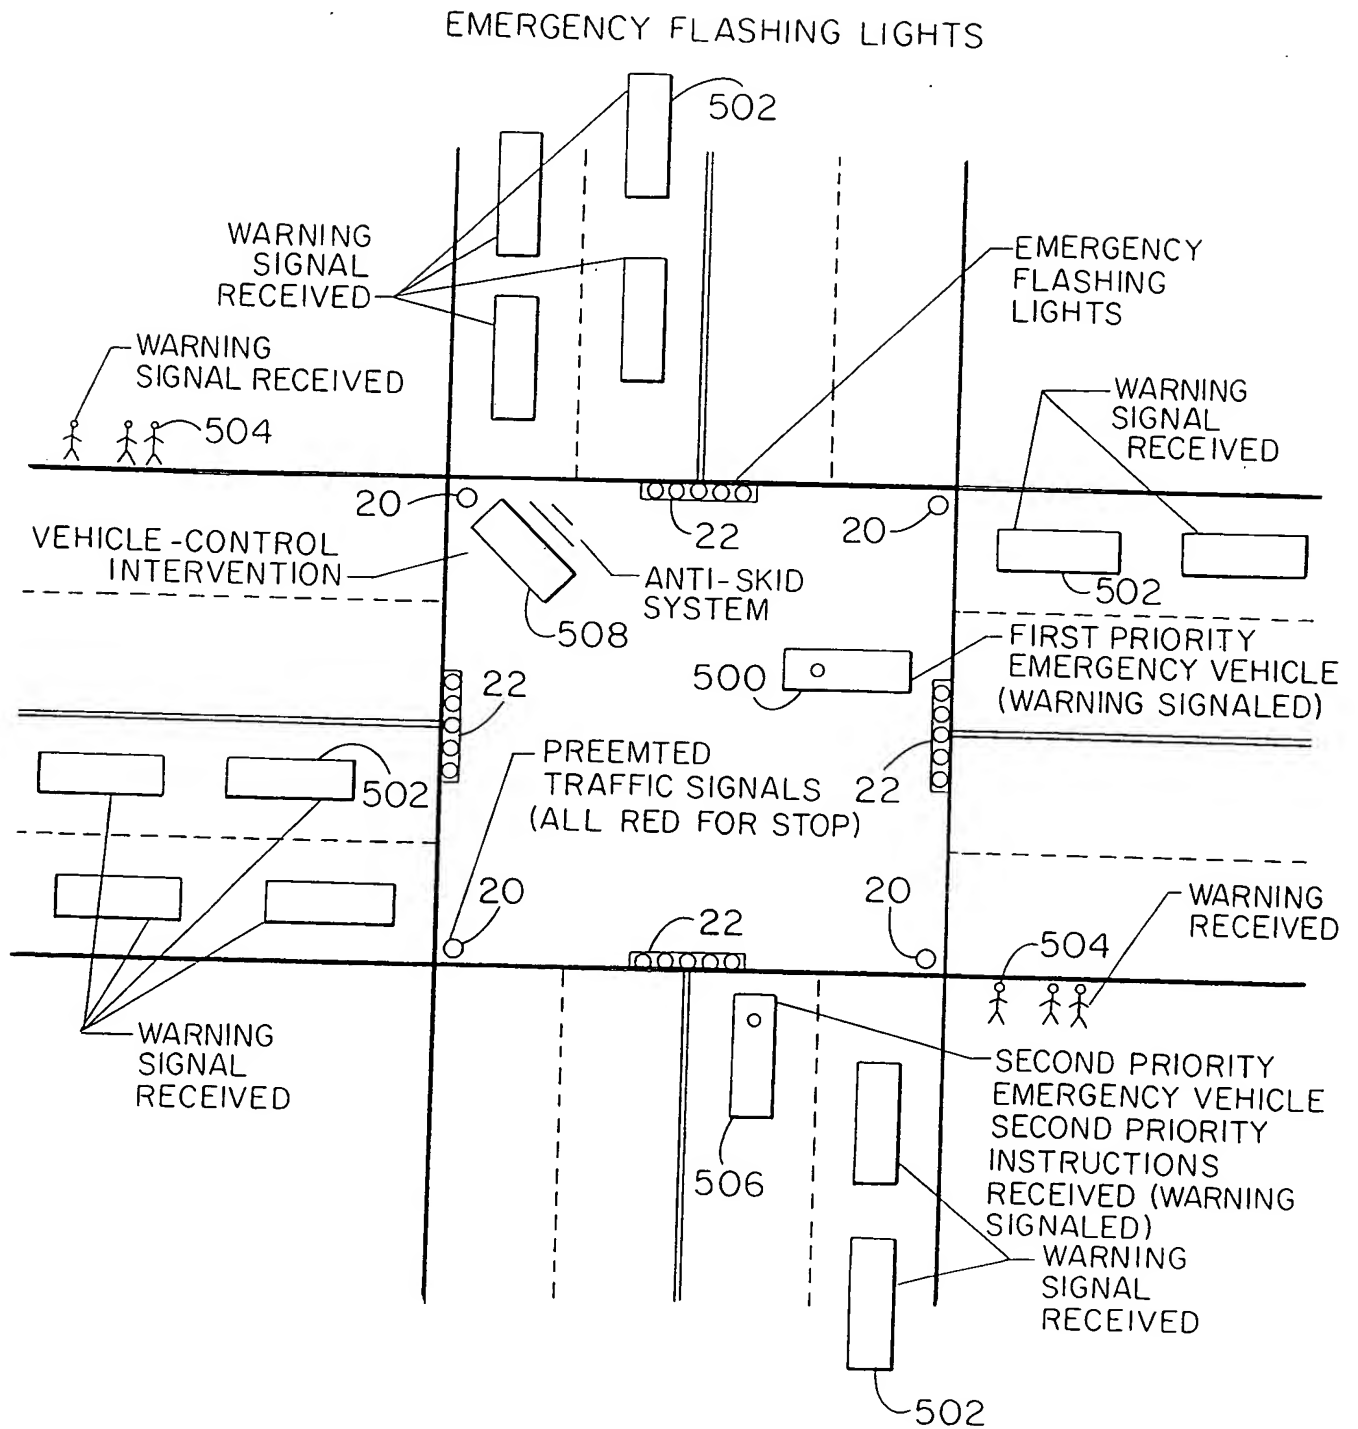 EMERGENCY FLASHING LIGHTS
502
WARNING
SIGNAL
RECEIVED
EMERGENCY
FLASHING
LIGHTS
WARNING
SIGNAL RECEIVED
504
WARNING
SIGNAL
RECEIVED
20
22
20
VEHICLE-CONTROL
INTERVENTION
ANTI-SKID
SYSTEM
502
508
FIRST PRIORITY
EMERGENCY VEHICLE
(WARNING SIGNALED)
500
22
PREEMTED
TRAFFIC SIGNALS
(ALL RED FOR STOP)
22
502
20
20
WARNING
RECEIVED
22
504
WARNING
SIGNAL
RECEIVED
SECOND PRIORITY
EMERGENCY VEHICLE
SECOND PRIORITY
INSTRUCTIONS
RECEIVED (WARNING
SIGNALED)
506
WARNING
SIGNAL
RECEIVED
502